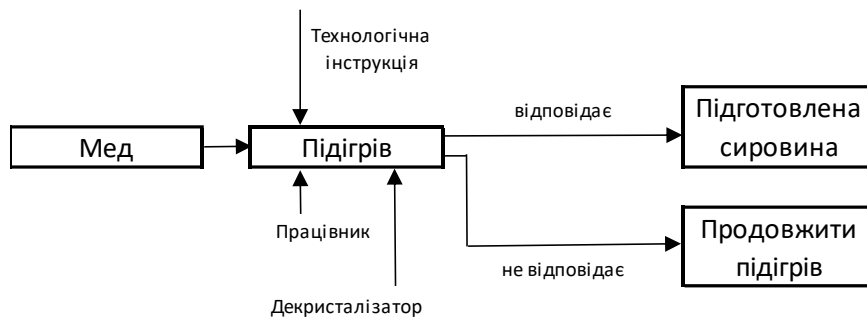 Технологічна
інструкція
відповідає
Підготовлена
сировина
Мед
Підігрів
Працівник
Продовжити
підігрів
не відповідає
Декристалізатор